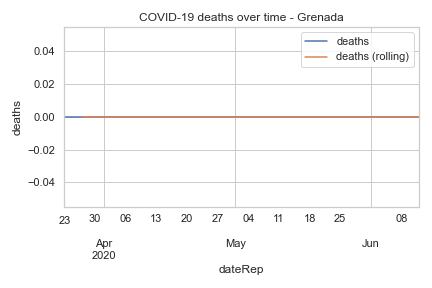 COVID-19 deaths over time - Grenada
deaths
deaths (rolling)
0.04
0.02
0.00
−0.02
−0.04
deaths
23 30 06 13 20 27 04 11 18 25 08
Apr May Jun
2020
dateRep